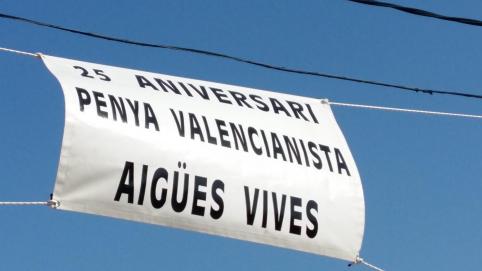 25 ANIVERSARI
PENYA VALENCIANISTA
AIGÜES VIVES